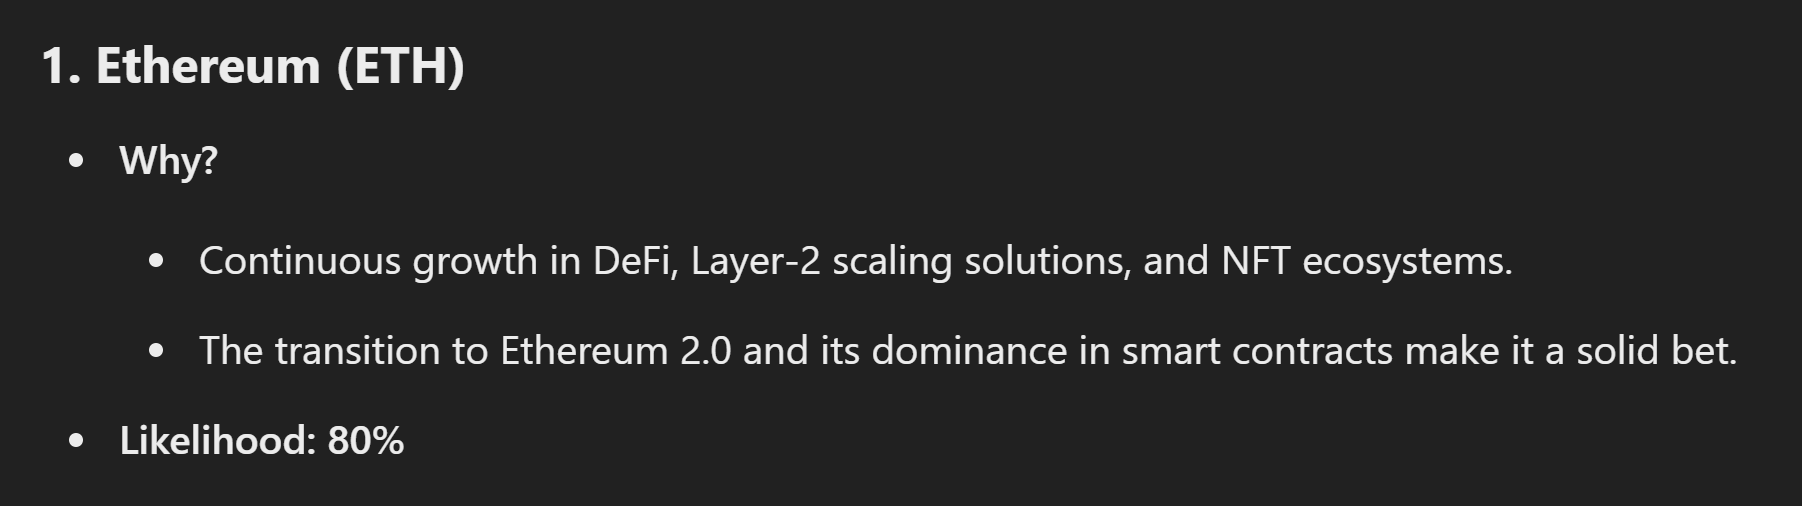 1. Ethereum (ETH)
• Why?
• Continuous growth in DeFi, Layer-2 scaling solutions, and NFT ecosystems.
• The transition to Ethereum 2.0 and its dominance in smart contracts make it a solid bet.
• Likelihood: 80%